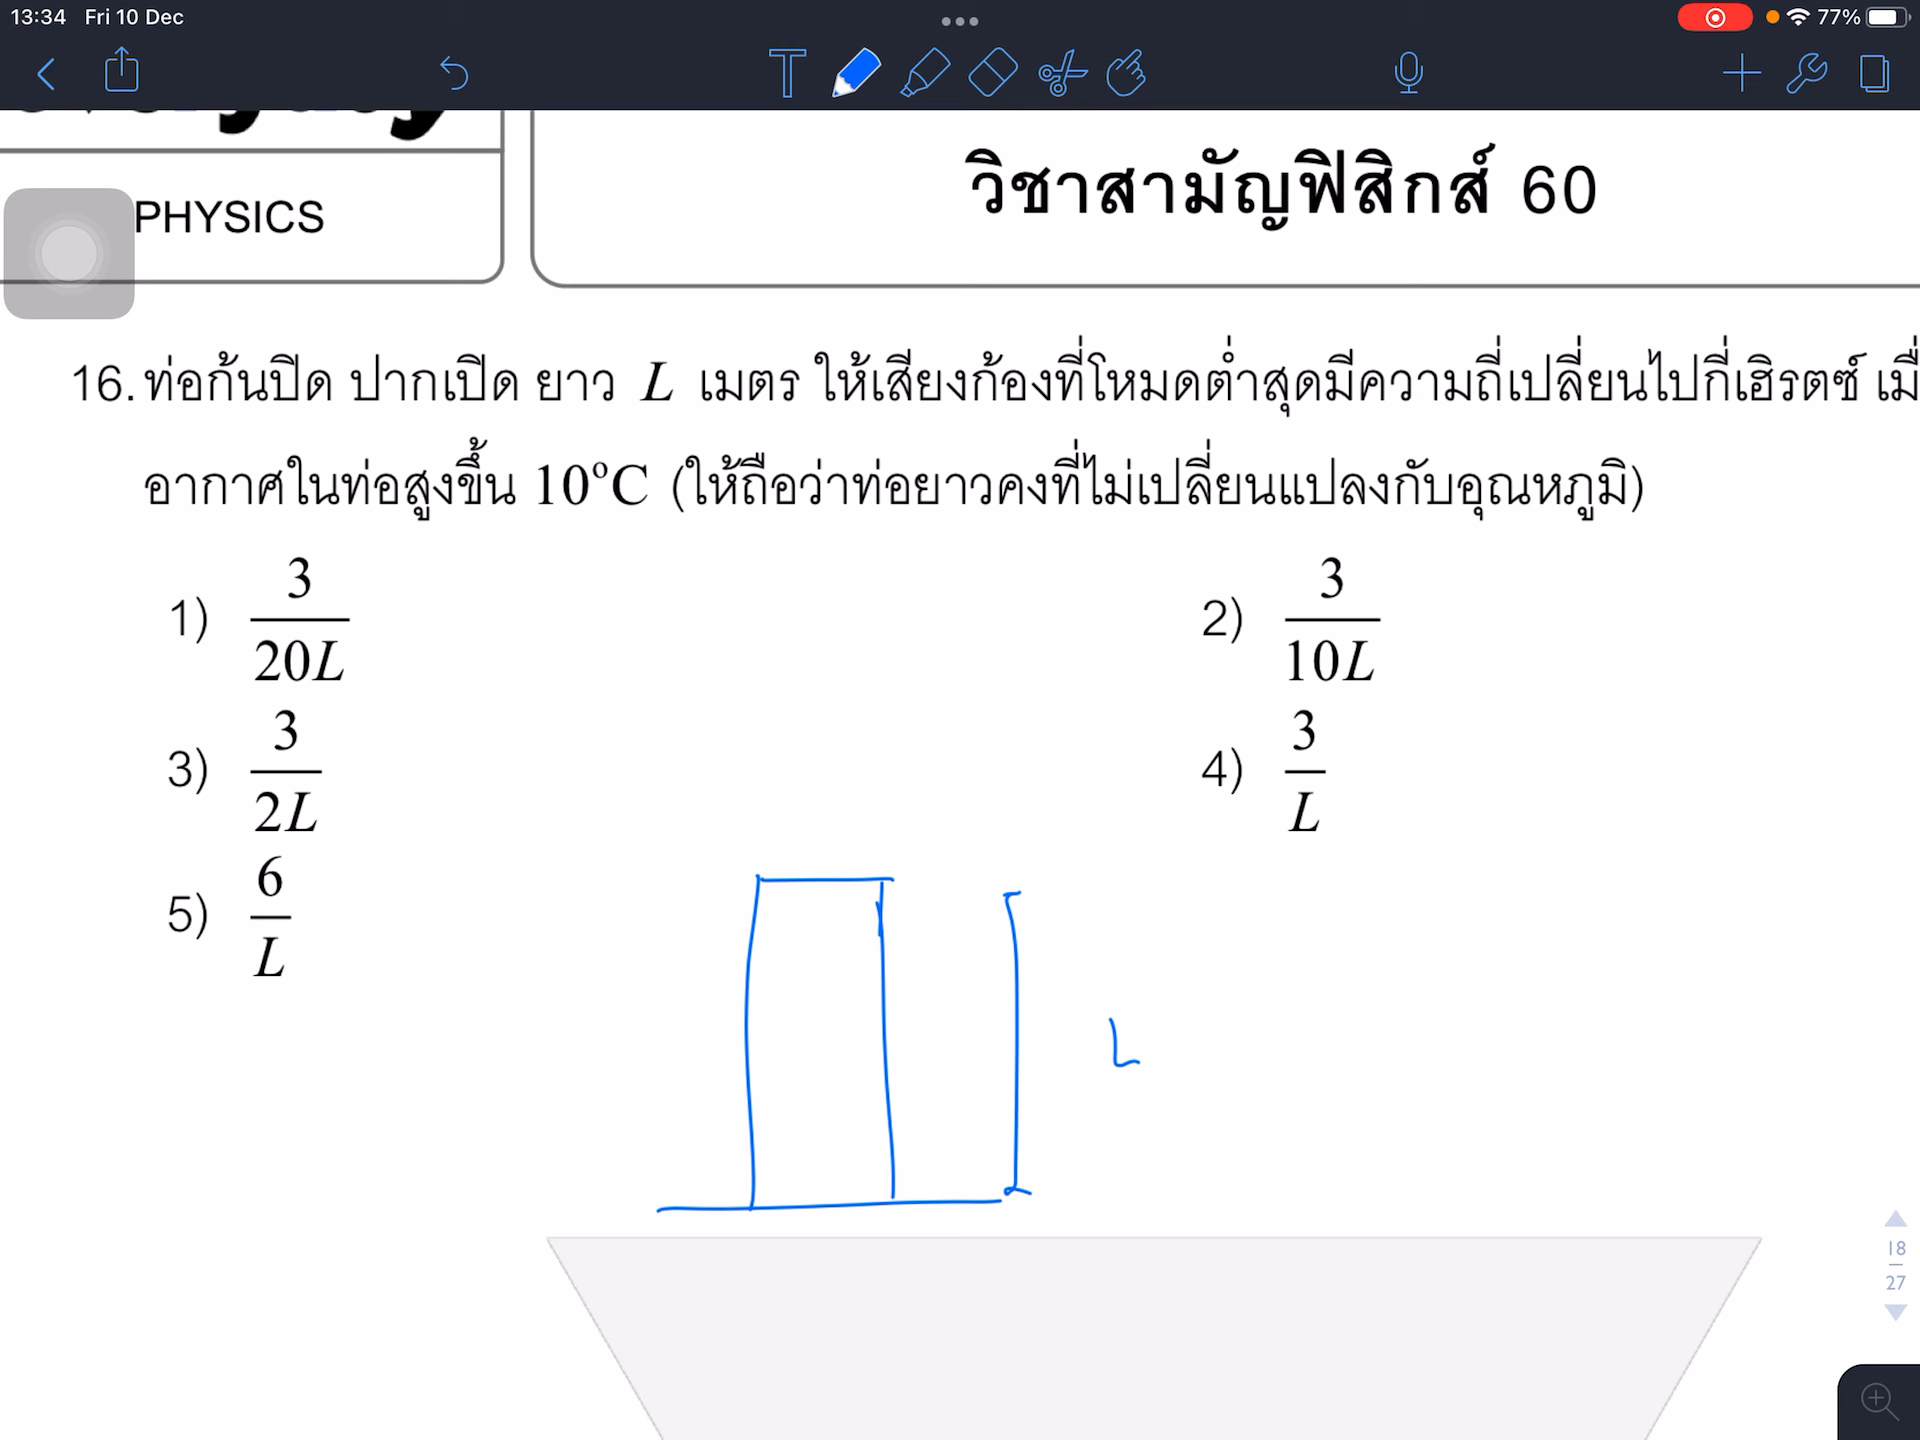 13:34 Fri 10 Dec
77%
PHYSICS
วิชาสามัญฟิสิกส์ 60
16. ท่อก้นปิด ปากเปิด ยาว L เมตร ให้เสียงก้องที่โหมดต่ำสุดมีความถี่เปลี่ยนไปกี่เฮิรตซ์
อากาศในท่อสูงขึ้น 10°C (ให้ถือว่าท่อยาวคงที่ไม่เปลี่ยนแปลงกับอุณหภูมิ)
1) 3/20L
2) 3/10L
3) 3/2L
4) 3/L
5) 6/L
L
18
27